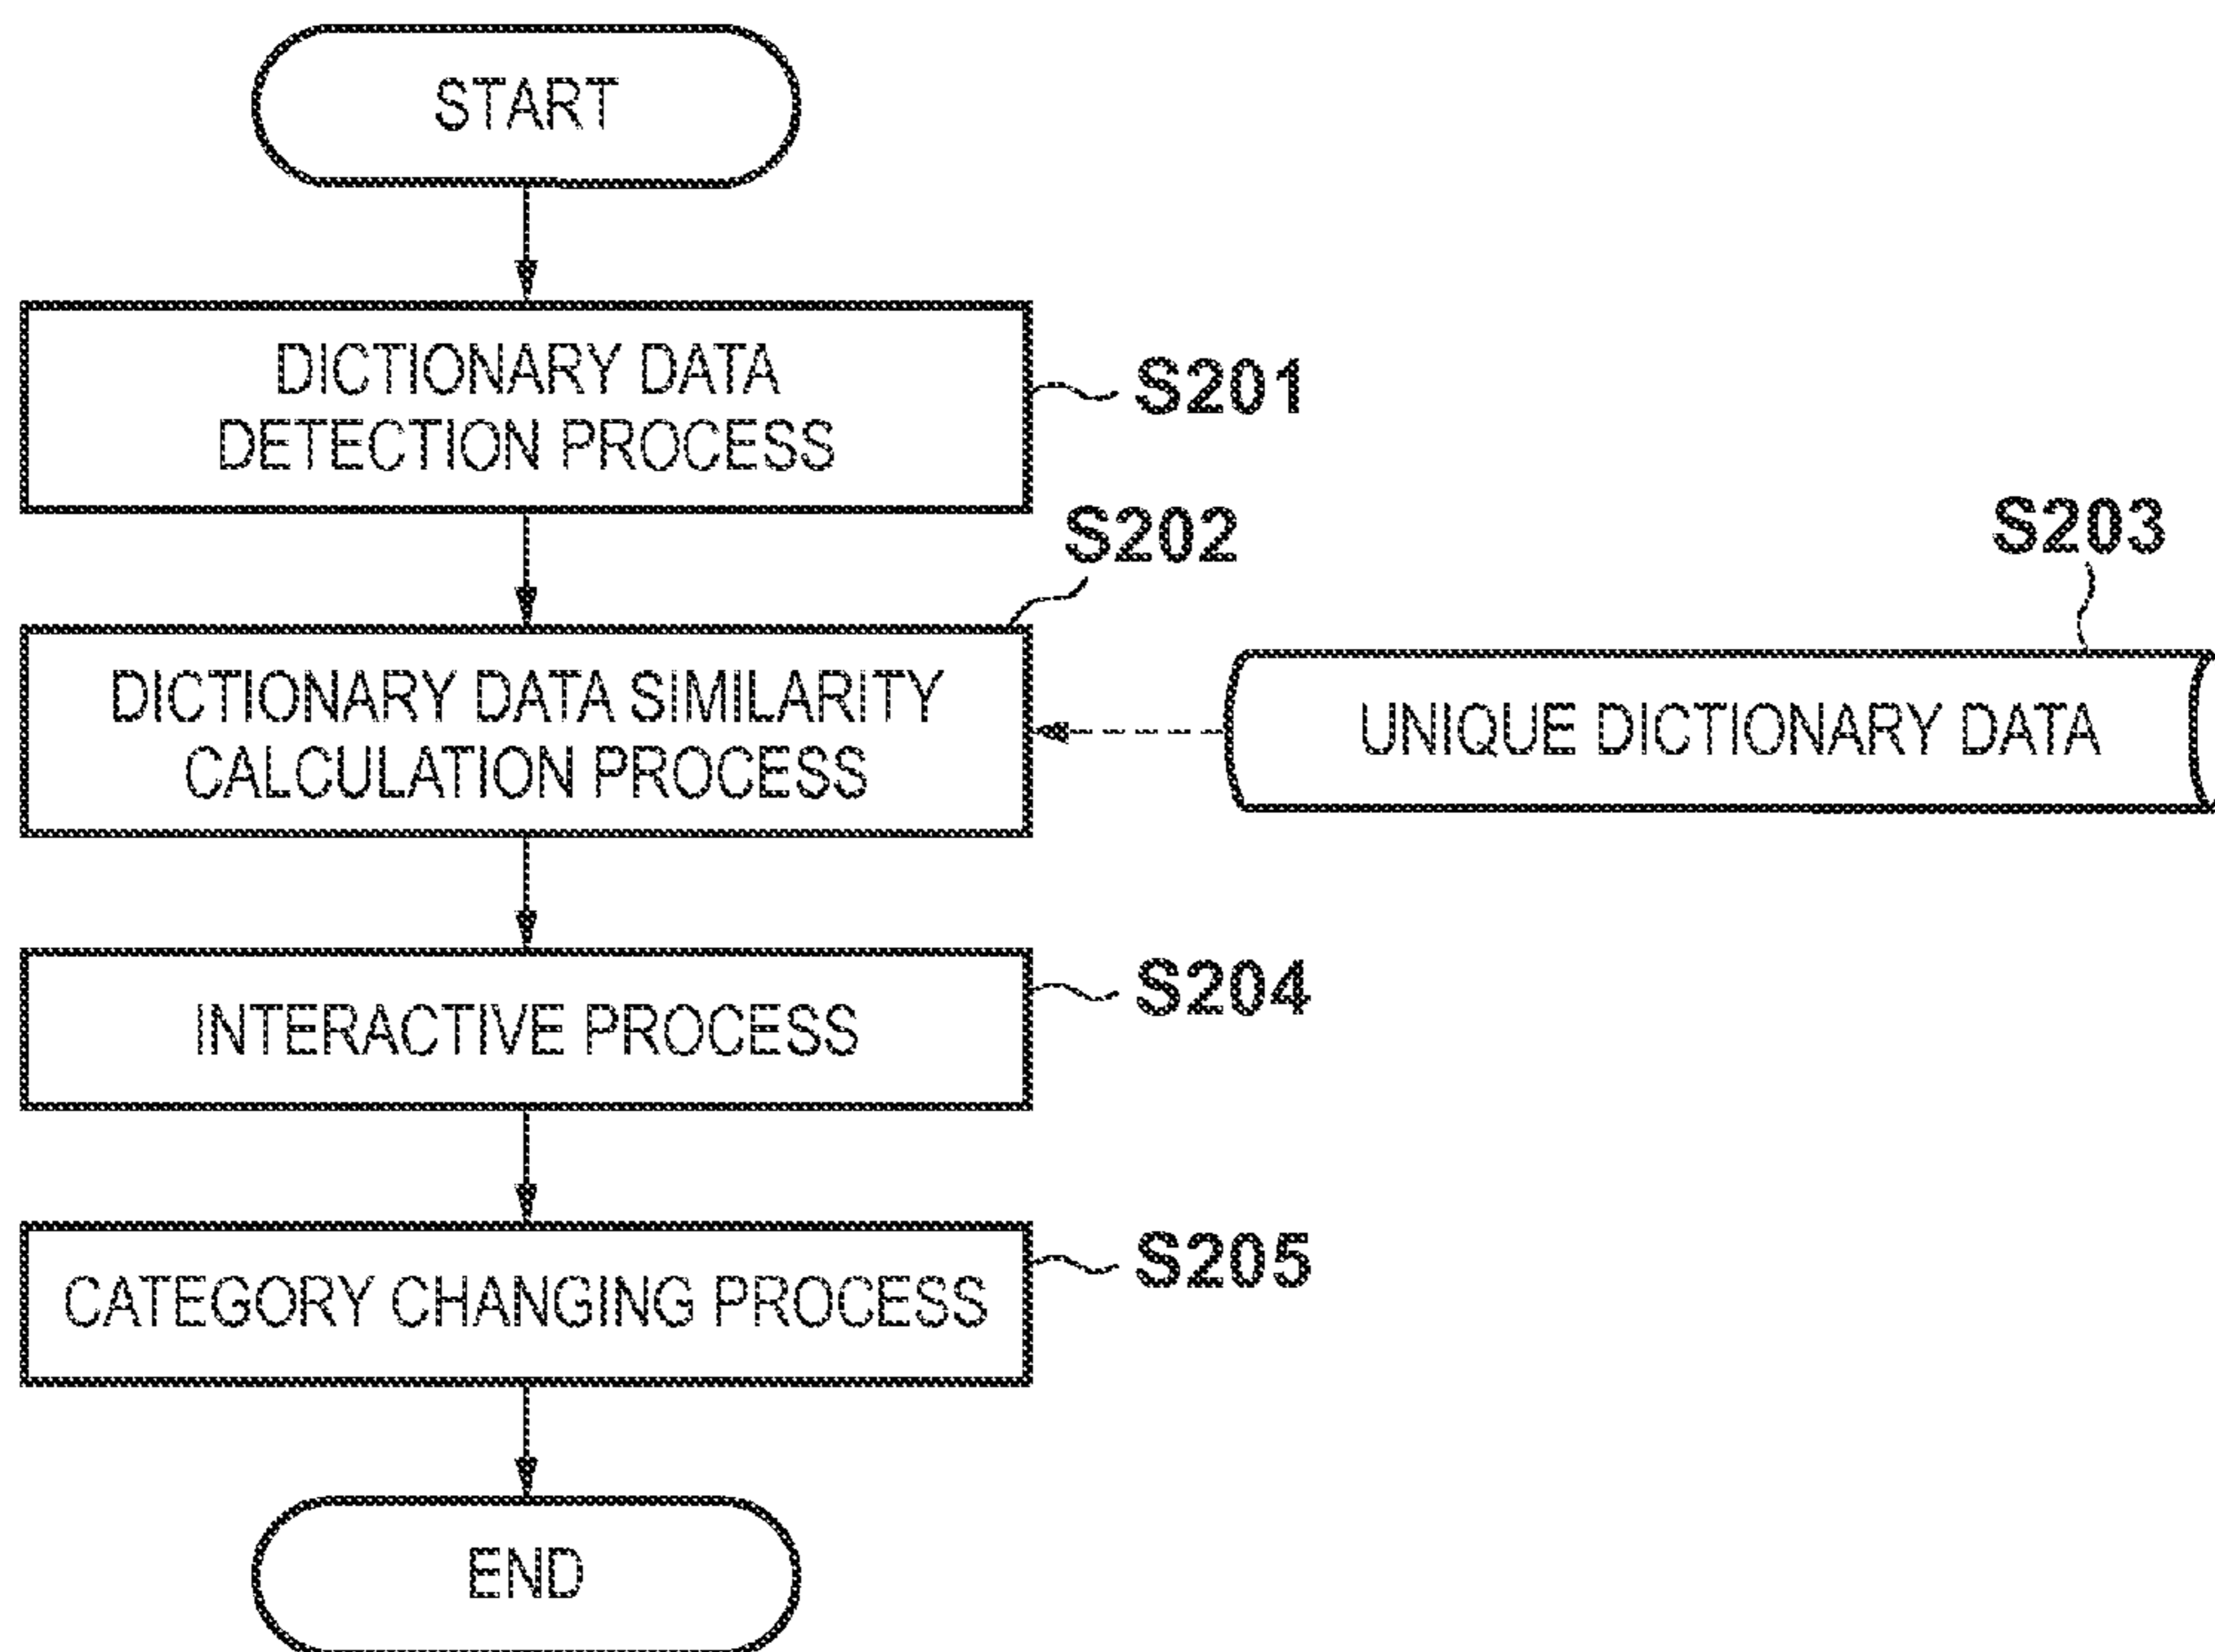 START
DICTIONARY DATA
DETECTION PROCESS
S201
S202
DICTIONARY DATA SIMILARITY
CALCULATION PROCESS
S203
UNIQUE DICTIONARY DATA
INTERACTIVE PROCESS
S204
CATEGORY CHANGING PROCESS
S205
END